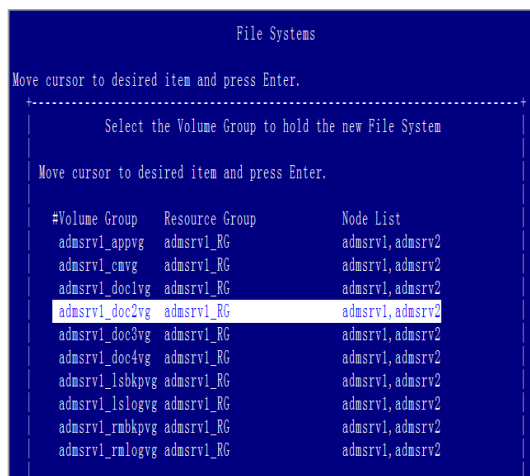 File Systems
Move cursor to desired item and press Enter.
Select the Volume Group to hold the new File System
Move cursor to desired item and press Enter.
#Volume Group Resource Group Node List
admsrv1_appvg admsrv1_RG admsrv1,admsrv2
admsrv1_cmvg admsrv1_RG admsrv1,admsrv2
admsrv1_doc1vg admsrv1_RG admsrv1,admsrv2
admsrv1_doc2vg admsrv1_RG admsrv1,admsrv2
admsrv1_doc3vg admsrv1_RG admsrv1,admsrv2
admsrv1_doc4vg admsrv1_RG admsrv1,admsrv2
admsrv1_lsbkpvg admsrv1_RG admsrv1,admsrv2
admsrv1_lslogvg admsrv1_RG admsrv1,admsrv2
admsrv1_rmbkpvg admsrv1_RG admsrv1,admsrv2
admsrv1_rmlogvg admsrv1_RG admsrv1,admsrv2